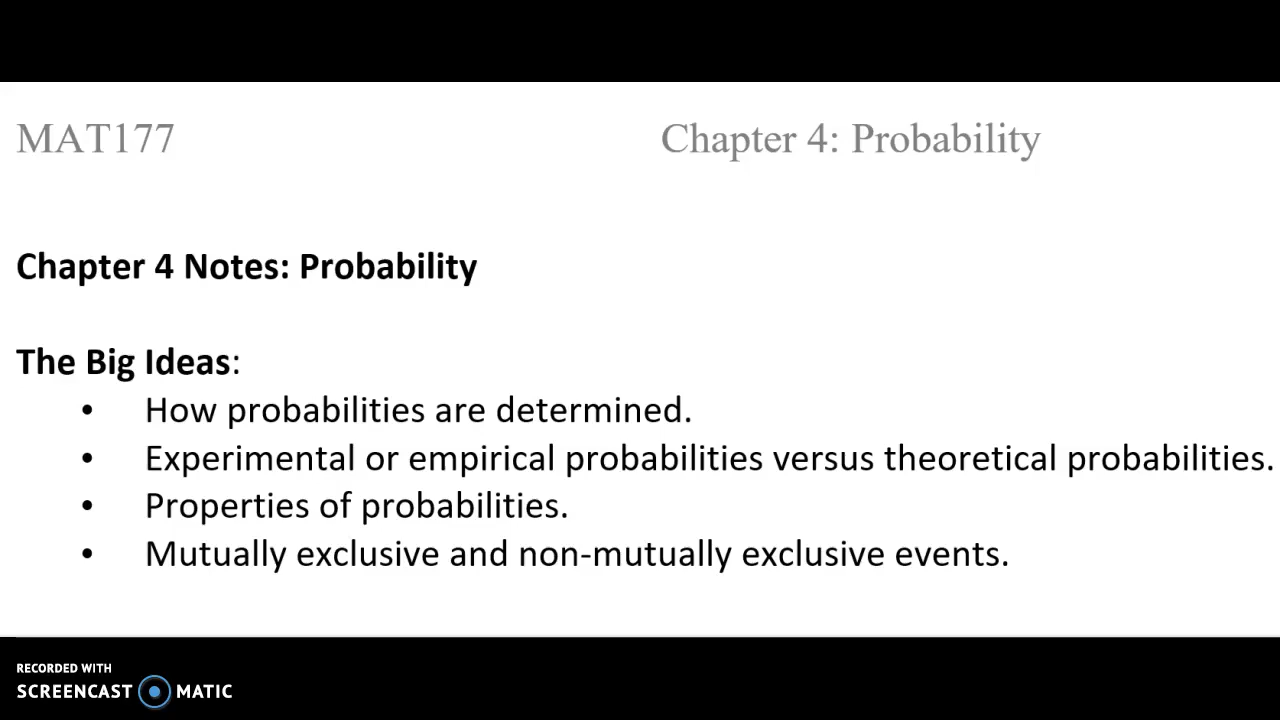 MAT177 Chapter 4: Probability
Chapter 4 Notes: Probability
The Big Ideas:
• How probabilities are determined.
• Experimental or empirical probabilities versus theoretical probabilities.
• Properties of probabilities.
• Mutually exclusive and non-mutually exclusive events.
RECORDED WITH
SCREENCAST MATIC